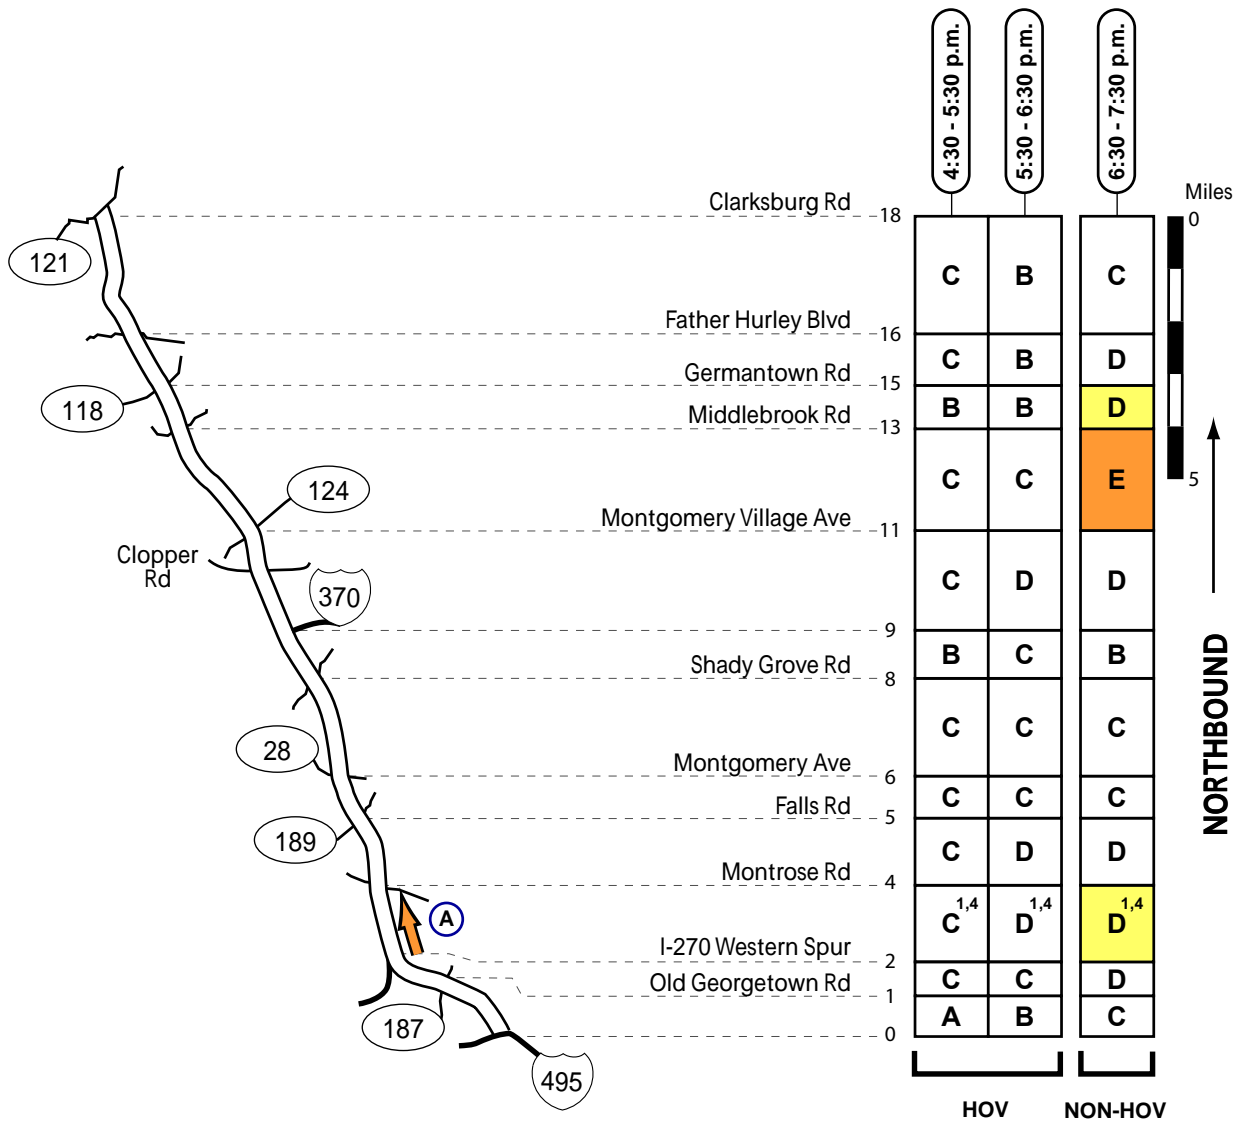 4:30 - 5:30 p.m.
5:30 - 6:30 p.m.
6:30 - 7:30 p.m.
Miles
Clarksburg Rd 18
0
121
C B C
Father Hurley Blvd 16
C B D
Germantown Rd 15
118
B B D
Middlebrook Rd 13
124
C C E
5
Montgomery Village Ave 11
Clopper
Rd
370
C D D
9
B C B
Shady Grove Rd 8
28
C C C
Montgomery Ave 6
C C C
Falls Rd 5
189
C D D
Montrose Rd 4
A
C1,4 D1,4 D1,4
I-270 Western Spur 2
C C D
Old Georgetown Rd 1
187
A B C
0
495
NORTHBOUND
HOV
NON-HOV